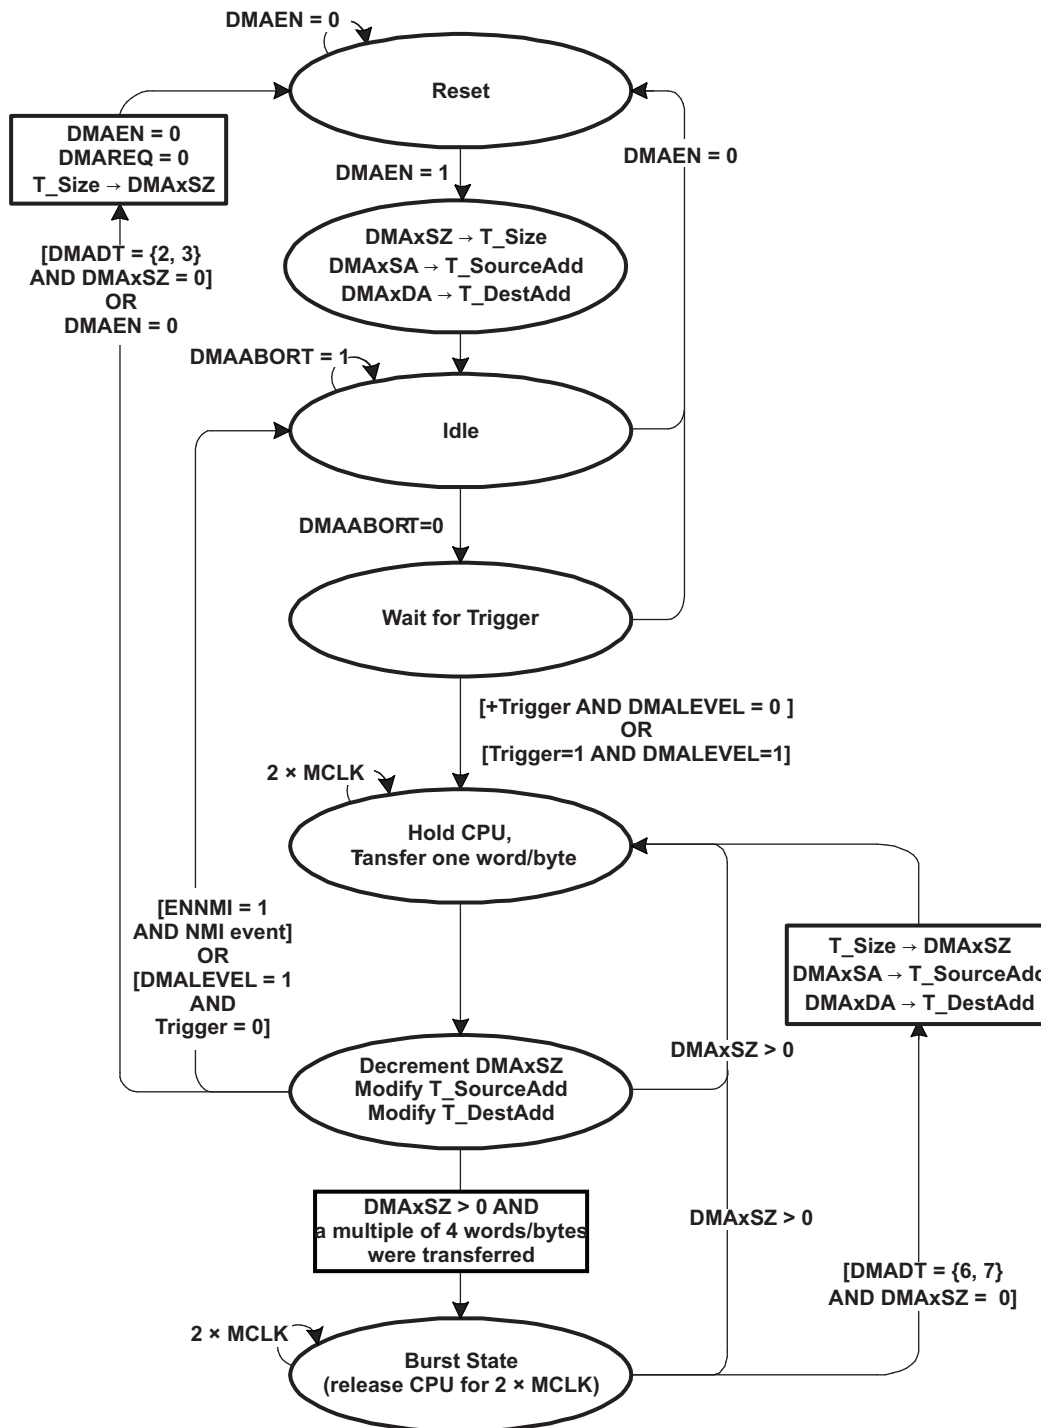 DMAEN = 0
Reset
DMAEN = 0
DMAREQ = 0
T_Size → DMAxSZ
DMAEN = 0
DMAEN = 1
[DMADT = {2, 3}
AND DMAxSZ = 0]
OR
DMAEN = 0
DMAxSZ → T_Size
DMAxSA → T_SourceAdd
DMAxDA → T_DestAdd
DMAABORT = 1
Idle
DMAABORT=0
Wait for Trigger
[+Trigger AND DMALEVEL = 0 ]
OR
[Trigger=1 AND DMALEVEL=1]
2 × MCLK
Hold CPU,
Tansfer one word/byte
[ENNMI = 1
AND NMI event]
OR
[DMALEVEL = 1
AND
Trigger = 0]
T_Size → DMAxSZ
DMAxSA → T_SourceAdd
DMAxDA → T_DestAdd
DMAxSZ > 0
Decrement DMAxSZ
Modify T_SourceAdd
Modify T_DestAdd
DMAxSZ > 0 AND
a multiple of 4 words/bytes
were transferred
DMAxSZ > 0
[DMADT = {6, 7}
AND DMAxSZ = 0]
2 × MCLK
Burst State
(release CPU for 2 × MCLK)